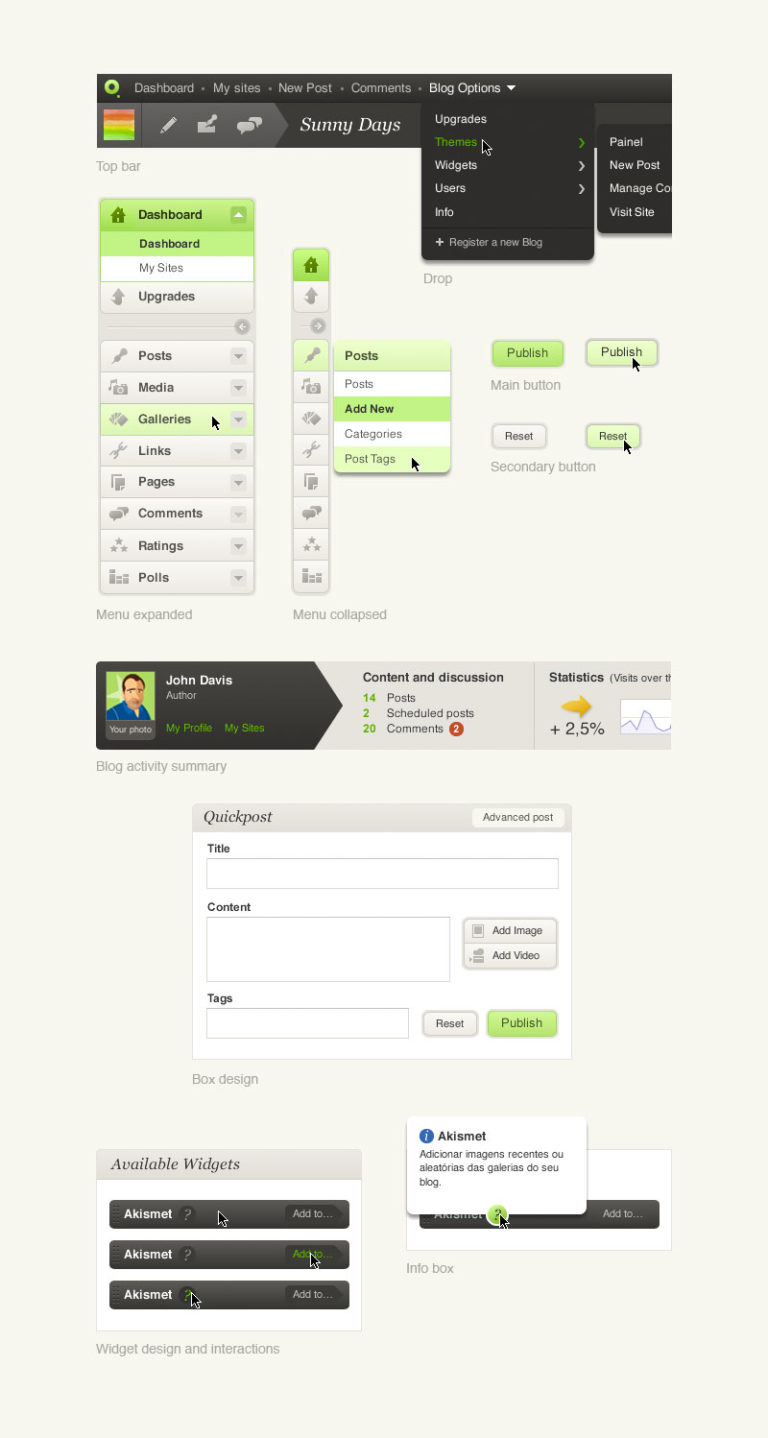 Dashboard • My sites • New Post • Comments • Blog Options
Sunny Days
Upgrades
Themes
Widgets
Users
Info
+ Register a new Blog
Painel
New Post
Manage Co
Visit Site
Top bar
Drop
Dashboard
Dashboard
My Sites
Upgrades
Posts
Media
Galleries
Links
Pages
Comments
Ratings
Polls
Menu expanded
Posts
Posts
Add New
Categories
Post Tags
Menu collapsed
Publish
Publish
Main button
Reset
Reset
Secondary button
John Davis
Author
Your photo
My Profile My Sites
Content and discussion
14 Posts
2 Scheduled posts
20 Comments 2
Statistics (Visits over th
+ 2,5%
Blog activity summary
Quickpost
Advanced post
Title
Content
Add Image
Add Video
Tags
Reset
Publish
Box design
Available Widgets
Akismet ? Add to...
Akismet ? Add to...
Akismet ? Add to...
Widget design and interactions
i Akismet
Adicionar imagens recentes ou
aleatórias das galerias do seu
blog.
Akismet ? Add to...
Info box